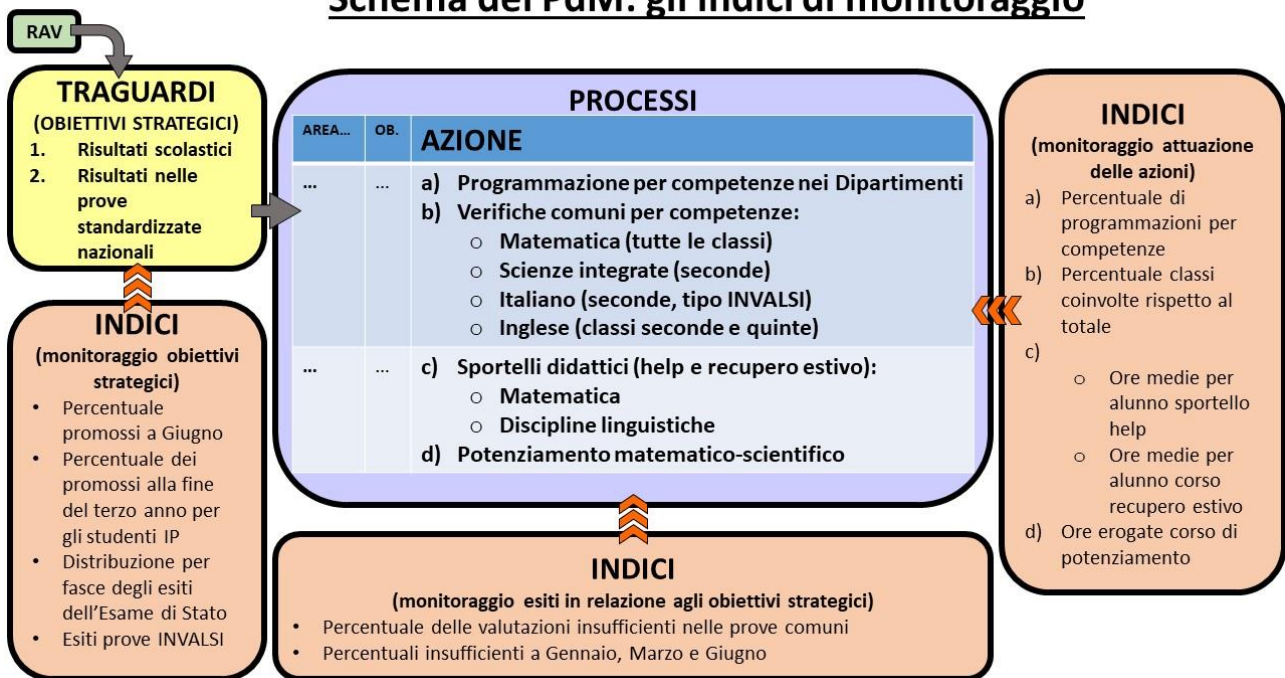 Schema del PdM: gli indici di monitoraggio
RAV
TRAGUARDI
(OBIETTIVI STRATEGICI)
1. Risultati scolastici
2. Risultati nelle
prove
standardizzate
nazionali
PROCESSI
AREA... OB. AZIONE
... ... a) Programmazione per competenze nei Dipartimenti
b) Verifiche comuni per competenze:
o Matematica (tutte le classi)
o Scienze integrate (seconde)
o Italiano (seconde, tipo INVALSI)
o Inglese (classi seconde e quinte)
... ... c) Sportelli didattici (help e recupero estivo):
o Matematica
o Discipline linguistiche
d) Potenziamento matematico-scientifico
INDICI
(monitoraggio attuazione
delle azioni)
a) Percentuale di
programmazioni per
competenze
b) Percentuale classi
coinvolte rispetto al
totale
c)
o Ore medie per
alunno sportello
help
o Ore medie per
alunno corso
recupero estivo
d) Ore erogate corso di
potenziamento
INDICI
(monitoraggio obiettivi
strategici)
• Percentuale
promossi a Giugno
• Percentuale dei
promossi alla fine
del terzo anno per
gli studenti IP
• Distribuzione per
fasce degli esiti
dell'Esame di Stato
• Esiti prove INVALSI
INDICI
(monitoraggio esiti in relazione agli obiettivi strategici)
• Percentuale delle valutazioni insufficienti nelle prove comuni
• Percentuali insufficienti a Gennaio, Marzo e Giugno